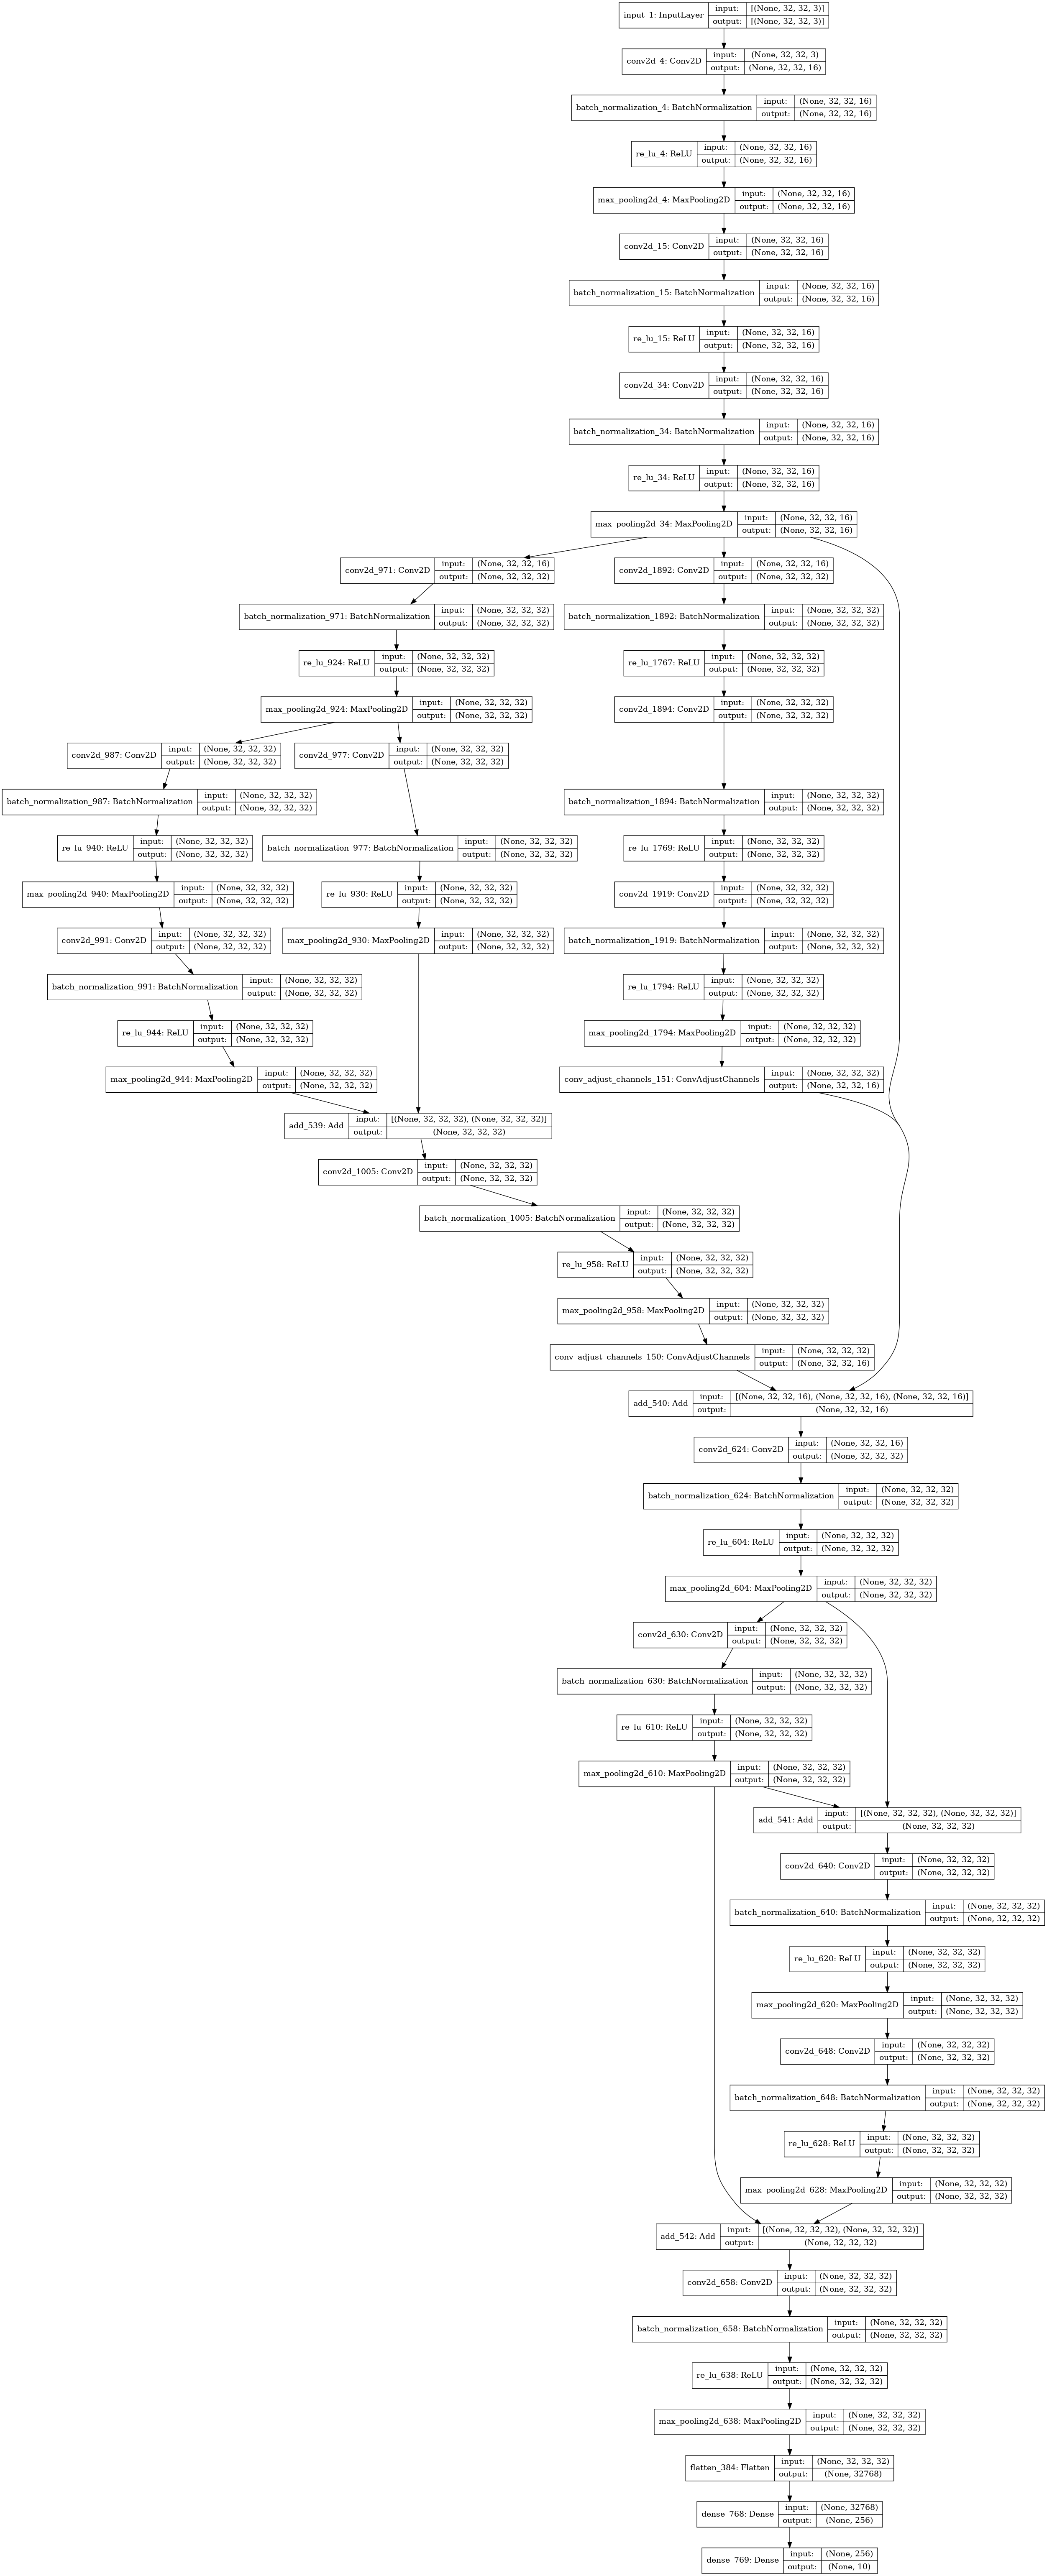 input_1: InputLayer input: [(None, 32, 32, 3)]
output: [(None, 32, 32, 3)]
conv2d_4: Conv2D input: (None, 32, 32, 3)
output: (None, 32, 32, 16)
batch_normalization_4: BatchNormalization input: (None, 32, 32, 16)
output: (None, 32, 32, 16)
re_lu_4: ReLU input: (None, 32, 32, 16)
output: (None, 32, 32, 16)
max_pooling2d_4: MaxPooling2D input: (None, 32, 32, 16)
output: (None, 32, 32, 16)
conv2d_15: Conv2D input: (None, 32, 32, 16)
output: (None, 32, 32, 16)
batch_normalization_15: BatchNormalization input: (None, 32, 32, 16)
output: (None, 32, 32, 16)
re_lu_15: ReLU input: (None, 32, 32, 16)
output: (None, 32, 32, 16)
conv2d_34: Conv2D input: (None, 32, 32, 16)
output: (None, 32, 32, 16)
batch_normalization_34: BatchNormalization input: (None, 32, 32, 16)
output: (None, 32, 32, 16)
re_lu_34: ReLU input: (None, 32, 32, 16)
output: (None, 32, 32, 16)
max_pooling2d_34: MaxPooling2D input: (None, 32, 32, 16)
output: (None, 32, 32, 16)
conv2d_971: Conv2D input: (None, 32, 32, 16)
output: (None, 32, 32, 32)
conv2d_1892: Conv2D input: (None, 32, 32, 16)
output: (None, 32, 32, 32)
batch_normalization_971: BatchNormalization input: (None, 32, 32, 32)
output: (None, 32, 32, 32)
batch_normalization_1892: BatchNormalization input: (None, 32, 32, 32)
output: (None, 32, 32, 32)
re_lu_924: ReLU input: (None, 32, 32, 32)
output: (None, 32, 32, 32)
re_lu_1767: ReLU input: (None, 32, 32, 32)
output: (None, 32, 32, 32)
max_pooling2d_924: MaxPooling2D input: (None, 32, 32, 32)
output: (None, 32, 32, 32)
conv2d_1894: Conv2D input: (None, 32, 32, 32)
output: (None, 32, 32, 32)
conv2d_987: Conv2D input: (None, 32, 32, 32)
output: (None, 32, 32, 32)
conv2d_977: Conv2D input: (None, 32, 32, 32)
output: (None, 32, 32, 32)
batch_normalization_987: BatchNormalization input: (None, 32, 32, 32)
output: (None, 32, 32, 32)
batch_normalization_1894: BatchNormalization input: (None, 32, 32, 32)
output: (None, 32, 32, 32)
re_lu_940: ReLU input: (None, 32, 32, 32)
output: (None, 32, 32, 32)
batch_normalization_977: BatchNormalization input: (None, 32, 32, 32)
output: (None, 32, 32, 32)
re_lu_1769: ReLU input: (None, 32, 32, 32)
output: (None, 32, 32, 32)
max_pooling2d_940: MaxPooling2D input: (None, 32, 32, 32)
output: (None, 32, 32, 32)
re_lu_930: ReLU input: (None, 32, 32, 32)
output: (None, 32, 32, 32)
conv2d_1919: Conv2D input: (None, 32, 32, 32)
output: (None, 32, 32, 32)
conv2d_991: Conv2D input: (None, 32, 32, 32)
output: (None, 32, 32, 32)
max_pooling2d_930: MaxPooling2D input: (None, 32, 32, 32)
output: (None, 32, 32, 32)
batch_normalization_1919: BatchNormalization input: (None, 32, 32, 32)
output: (None, 32, 32, 32)
batch_normalization_991: BatchNormalization input: (None, 32, 32, 32)
output: (None, 32, 32, 32)
re_lu_1794: ReLU input: (None, 32, 32, 32)
output: (None, 32, 32, 32)
re_lu_944: ReLU input: (None, 32, 32, 32)
output: (None, 32, 32, 32)
max_pooling2d_1794: MaxPooling2D input: (None, 32, 32, 32)
output: (None, 32, 32, 32)
max_pooling2d_944: MaxPooling2D input: (None, 32, 32, 32)
output: (None, 32, 32, 32)
conv_adjust_channels_151: ConvAdjustChannels input: (None, 32, 32, 32)
output: (None, 32, 32, 16)
add_539: Add input: [(None, 32, 32, 32), (None, 32, 32, 32)]
output: (None, 32, 32, 32)
conv2d_1005: Conv2D input: (None, 32, 32, 32)
output: (None, 32, 32, 32)
batch_normalization_1005: BatchNormalization input: (None, 32, 32, 32)
output: (None, 32, 32, 32)
re_lu_958: ReLU input: (None, 32, 32, 32)
output: (None, 32, 32, 32)
max_pooling2d_958: MaxPooling2D input: (None, 32, 32, 32)
output: (None, 32, 32, 32)
conv_adjust_channels_150: ConvAdjustChannels input: (None, 32, 32, 32)
output: (None, 32, 32, 16)
add_540: Add input: [(None, 32, 32, 16), (None, 32, 32, 16), (None, 32, 32, 16)]
output: (None, 32, 32, 16)
conv2d_624: Conv2D input: (None, 32, 32, 16)
output: (None, 32, 32, 32)
batch_normalization_624: BatchNormalization input: (None, 32, 32, 32)
output: (None, 32, 32, 32)
re_lu_604: ReLU input: (None, 32, 32, 32)
output: (None, 32, 32, 32)
max_pooling2d_604: MaxPooling2D input: (None, 32, 32, 32)
output: (None, 32, 32, 32)
conv2d_630: Conv2D input: (None, 32, 32, 32)
output: (None, 32, 32, 32)
batch_normalization_630: BatchNormalization input: (None, 32, 32, 32)
output: (None, 32, 32, 32)
re_lu_610: ReLU input: (None, 32, 32, 32)
output: (None, 32, 32, 32)
max_pooling2d_610: MaxPooling2D input: (None, 32, 32, 32)
output: (None, 32, 32, 32)
add_541: Add input: [(None, 32, 32, 32), (None, 32, 32, 32)]
output: (None, 32, 32, 32)
conv2d_640: Conv2D input: (None, 32, 32, 32)
output: (None, 32, 32, 32)
batch_normalization_640: BatchNormalization input: (None, 32, 32, 32)
output: (None, 32, 32, 32)
re_lu_620: ReLU input: (None, 32, 32, 32)
output: (None, 32, 32, 32)
max_pooling2d_620: MaxPooling2D input: (None, 32, 32, 32)
output: (None, 32, 32, 32)
conv2d_648: Conv2D input: (None, 32, 32, 32)
output: (None, 32, 32, 32)
batch_normalization_648: BatchNormalization input: (None, 32, 32, 32)
output: (None, 32, 32, 32)
re_lu_628: ReLU input: (None, 32, 32, 32)
output: (None, 32, 32, 32)
max_pooling2d_628: MaxPooling2D input: (None, 32, 32, 32)
output: (None, 32, 32, 32)
add_542: Add input: [(None, 32, 32, 32), (None, 32, 32, 32)]
output: (None, 32, 32, 32)
conv2d_658: Conv2D input: (None, 32, 32, 32)
output: (None, 32, 32, 32)
batch_normalization_658: BatchNormalization input: (None, 32, 32, 32)
output: (None, 32, 32, 32)
re_lu_638: ReLU input: (None, 32, 32, 32)
output: (None, 32, 32, 32)
max_pooling2d_638: MaxPooling2D input: (None, 32, 32, 32)
output: (None, 32, 32, 32)
flatten_384: Flatten input: (None, 32, 32, 32)
output: (None, 32768)
dense_768: Dense input: (None, 32768)
output: (None, 256)
dense_769: Dense input: (None, 256)
output: (None, 10)